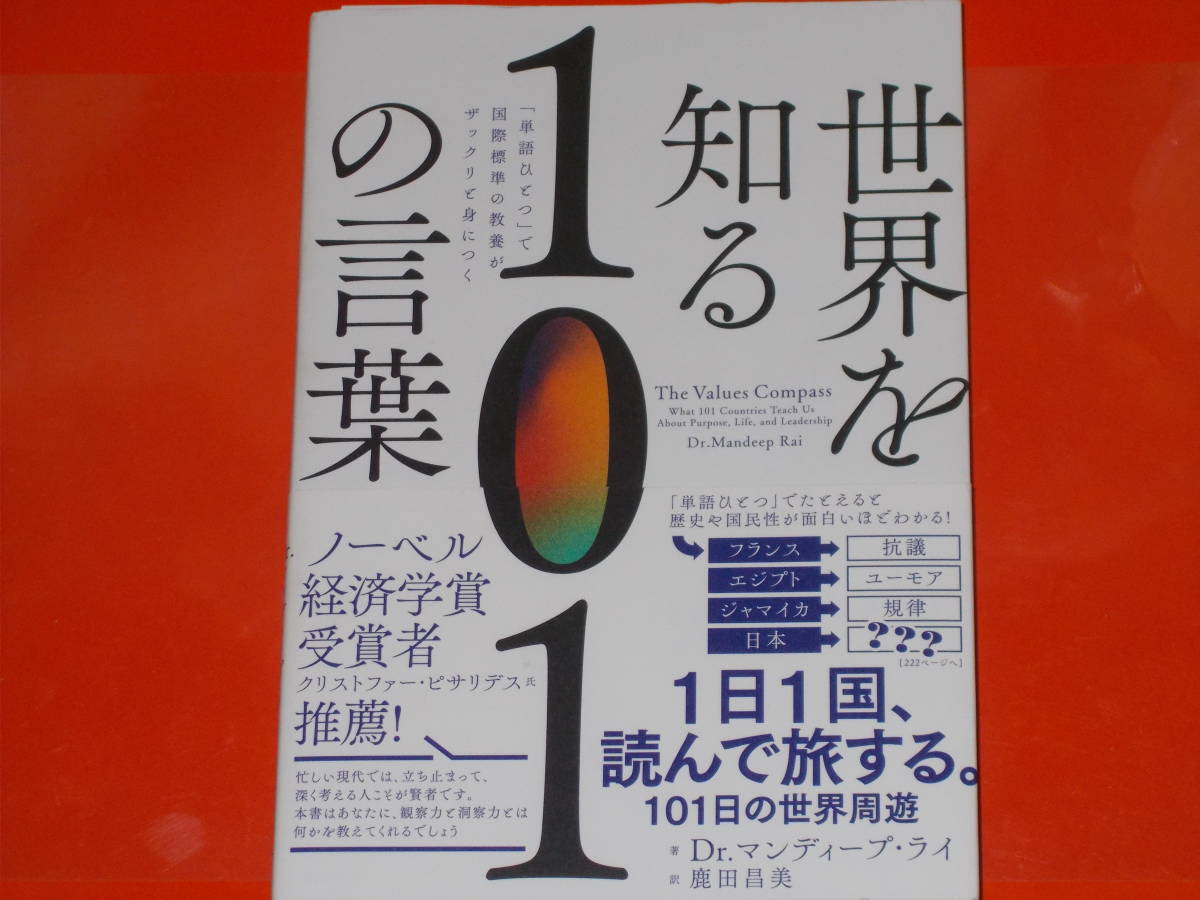 世界を
知る
101
の言葉
「単語ひとつ」で
国際標準の教養が
ザックリと身につく
The Values Compass
What 101 Countries Teach Us
About Purpose, Life, and Leadership
Dr.Mandeep Rai
「単語ひとつ」でたとえると
歴史や国民性が面白いほどわかる!
フランス 抗議
エジプト ユーモア
ジャマイカ 規律
日本 ???
[222ページへ]
1日1国、
読んで旅する。
101日の世界周遊
著 Dr.マンディープ・ライ
訳 鹿田昌美
ノーベル
経済学賞
受賞者
クリストファー・ピサリデス氏
推薦!
忙しい現代では、立ち止まって、
深く考える人こそが賢者です。
本書はあなたに、観察力と洞察力とは
何かを教えてくれるでしょう